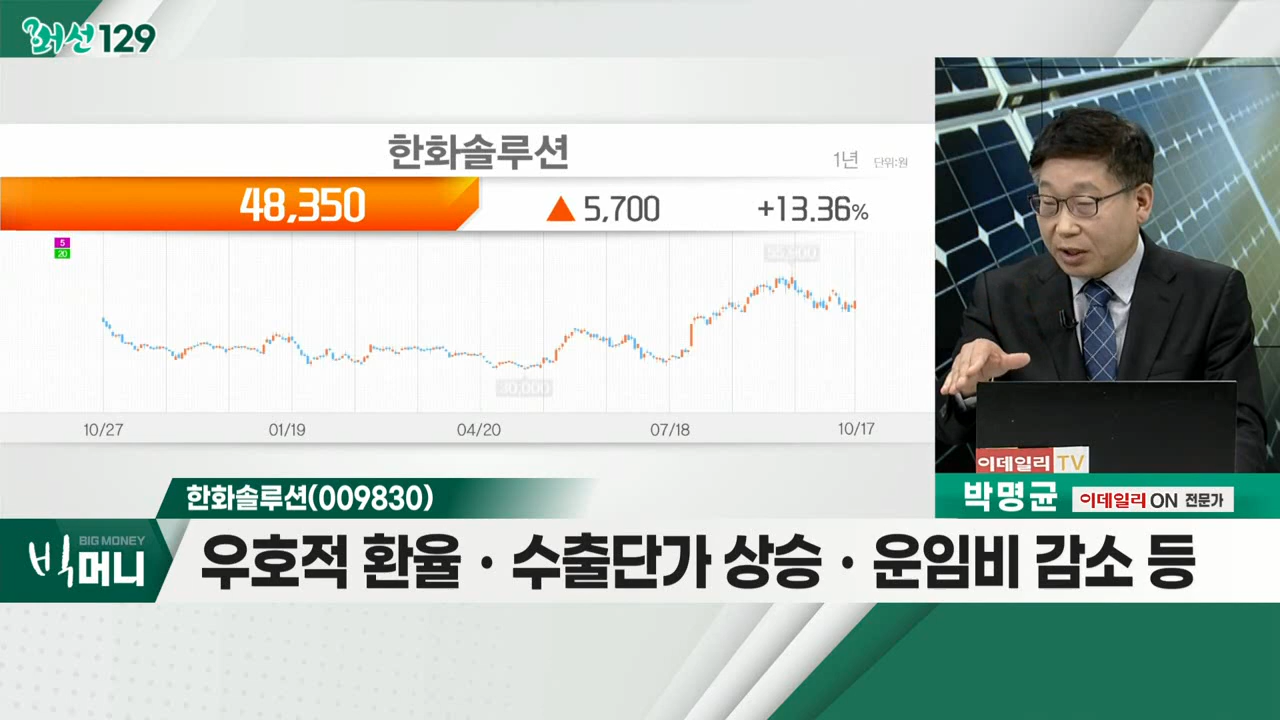 최선129
한화솔루션
1년 단위:원
48,350 ▲ 5,700 +13.36%
5
20
55,800
30,000
10/27 01/19 04/20 07/18 10/17
이데일리TV
한화솔루션(009830)
박명균 이데일리ON 전문가
빅머니 BIG MONEY
우호적 환율·수출단가 상승·운임비 감소 등